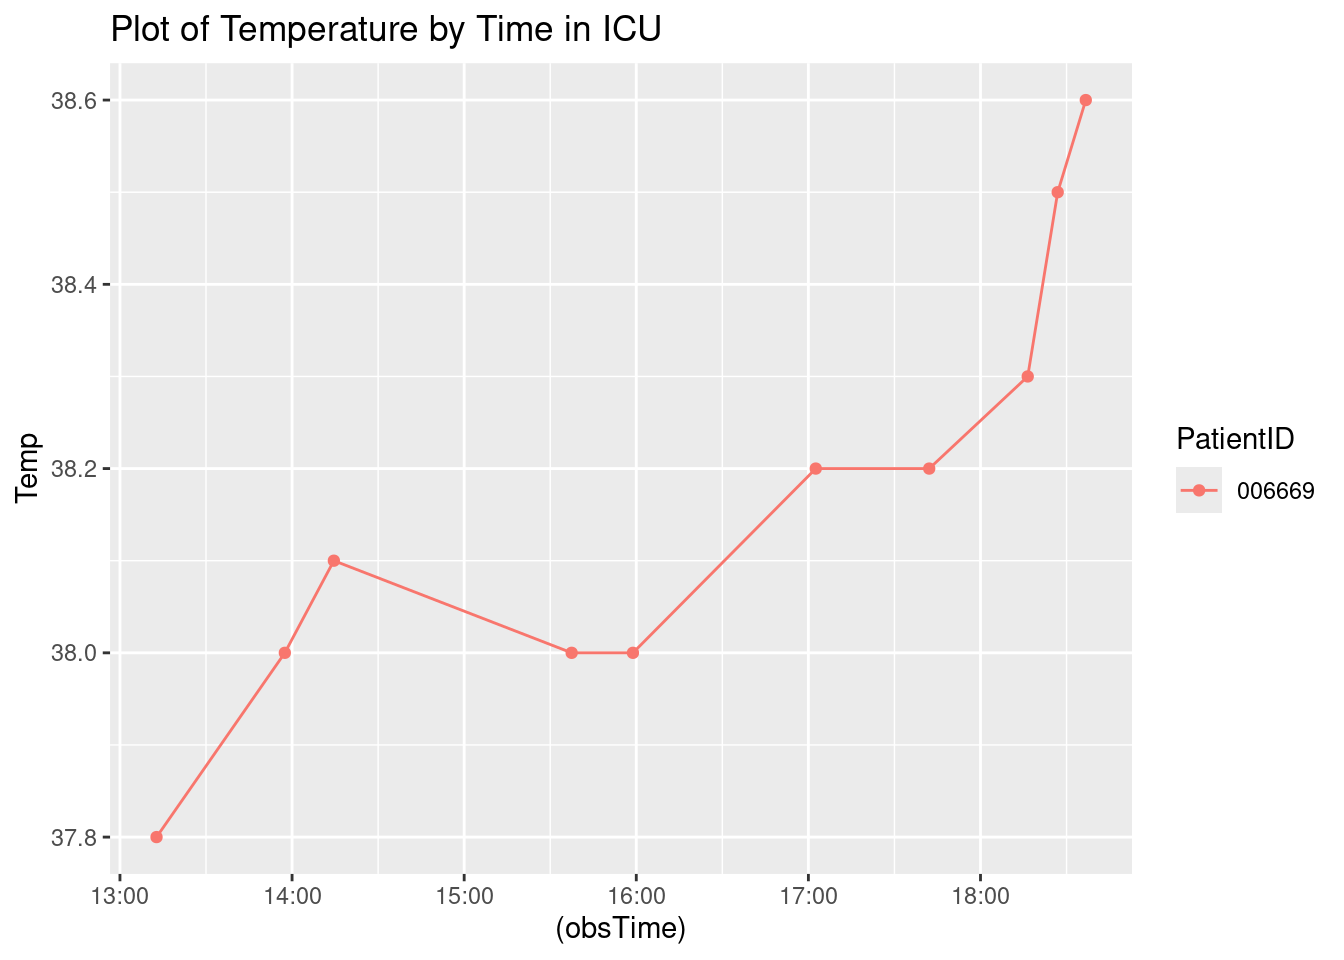 Plot of Temperature by Time in ICU
38.6
38.4
38.2
38.0
37.8
Temp
13:00 14:00 15:00 16:00 17:00 18:00
(obsTime)
PatientID
006669